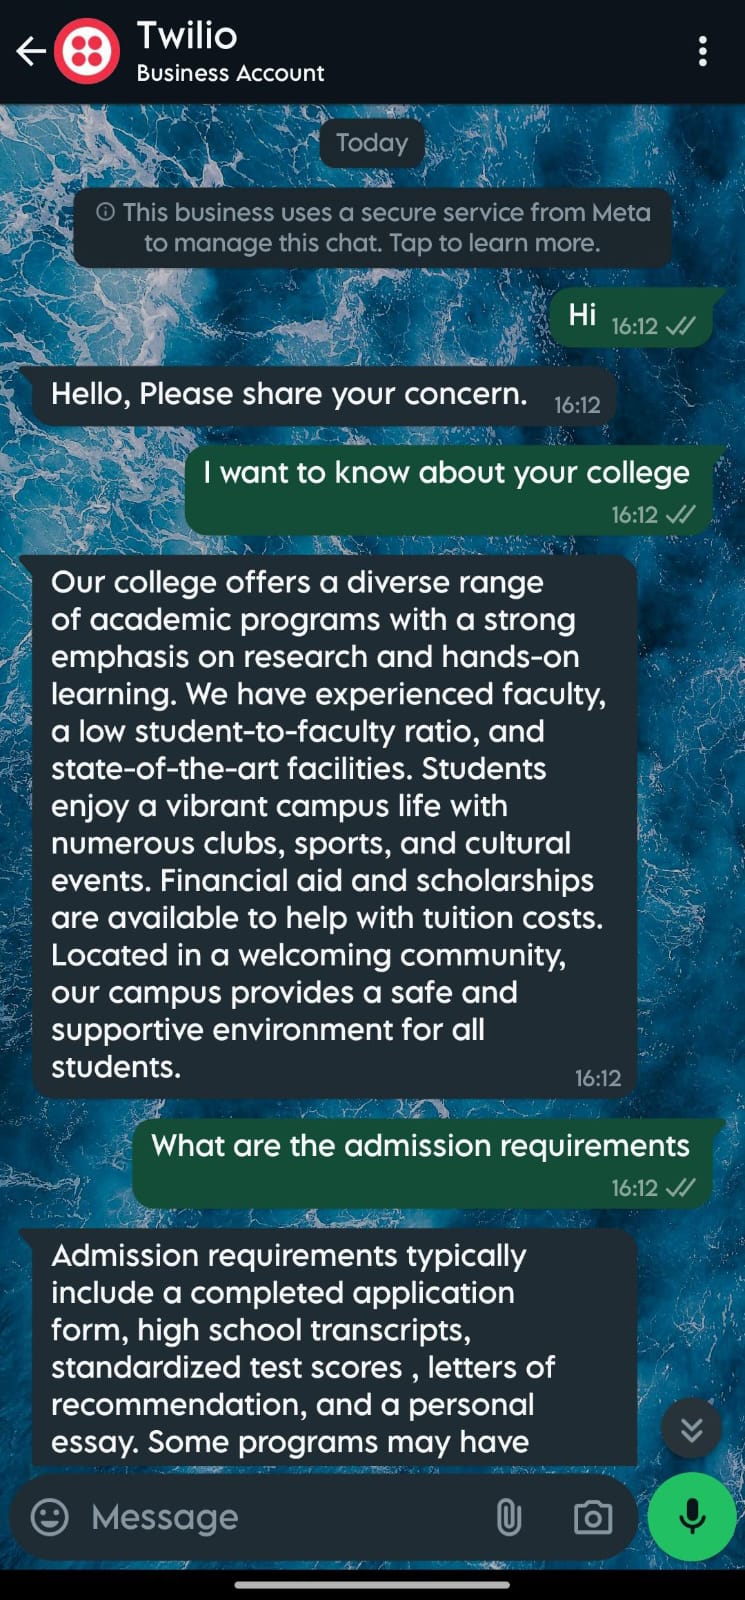 Twilio
Business Account
Today
This business uses a secure service from Meta
to manage this chat. Tap to learn more.
Hi 16:12
Hello, Please share your concern. 16:12
I want to know about your college
16:12
Our college offers a diverse range
of academic programs with a strong
emphasis on research and hands-on
learning. We have experienced faculty,
a low student-to-faculty ratio, and
state-of-the-art facilities. Students
enjoy a vibrant campus life with
numerous clubs, sports, and cultural
events. Financial aid and scholarships
are available to help with tuition costs.
Located in a welcoming community,
our campus provides a safe and
supportive environment for all
students. 16:12
What are the admission requirements
16:12
Admission requirements typically
include a completed application
form, high school transcripts,
standardized test scores , letters of
recommendation, and a personal
essay. Some programs may have
Message